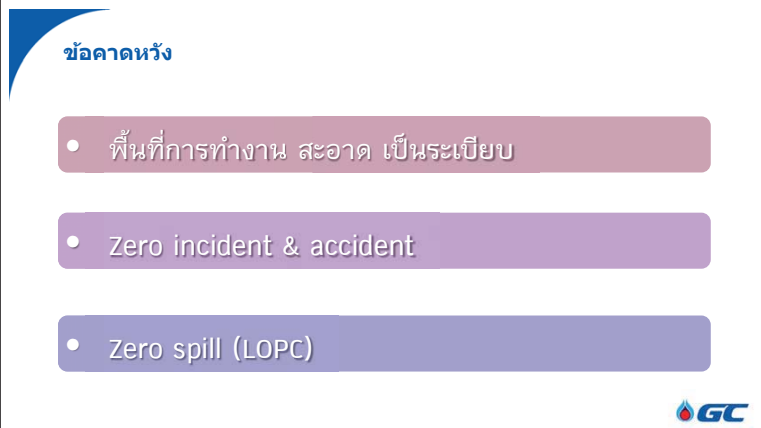 ข้อคาดหวัง
• พื้นที่การทำงาน สะอาด เป็นระเบียบ
• Zero incident & accident
• Zero spill (LOPC)
GC